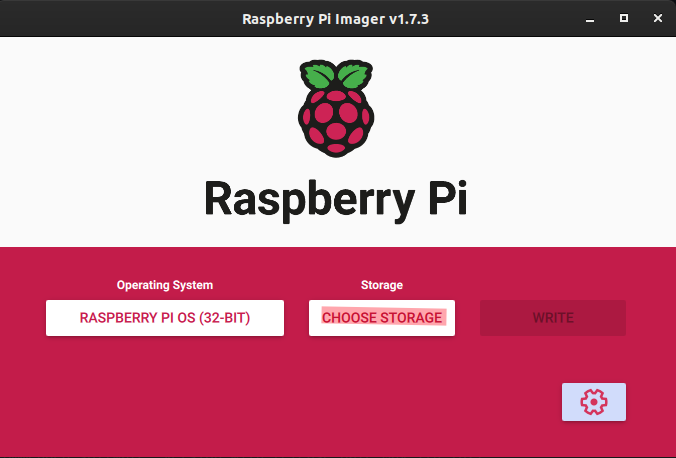 Raspberry Pi Imager v1.7.3
Raspberry Pi
Operating System
Storage
RASPBERRY PI OS (32-BIT)
CHOOSE STORAGE
WRITE